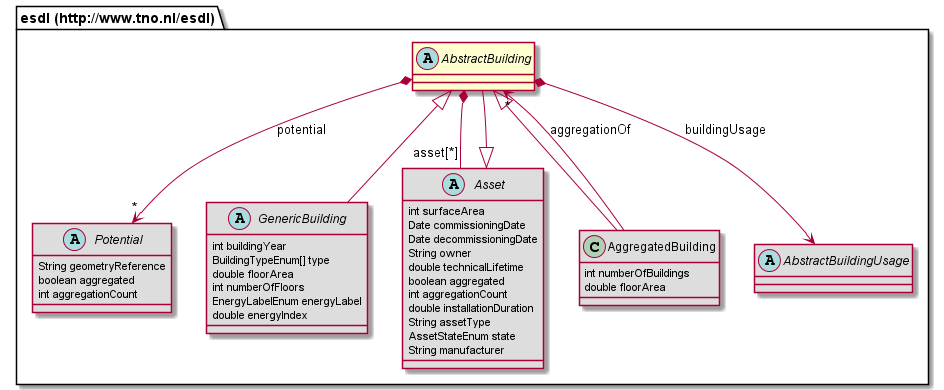 esdl (http://www.tno.nl/esdl)
A AbstractBuilding
potential
asset[*]
*
aggregationOf
buildingUsage
*
A Potential
String geometryReference
boolean aggregated
int aggregationCount
A GenericBuilding
int buildingYear
BuildingTypeEnum[] type
double floorArea
int numberOfFloors
EnergyLabelEnum energyLabel
double energyIndex
A Asset
int surfaceArea
Date commissioningDate
Date decommissioningDate
String owner
double technicalLifetime
boolean aggregated
int aggregationCount
double installationDuration
String assetType
AssetStateEnum state
String manufacturer
C AggregatedBuilding
int numberOfBuildings
double floorArea
A AbstractBuildingUsage